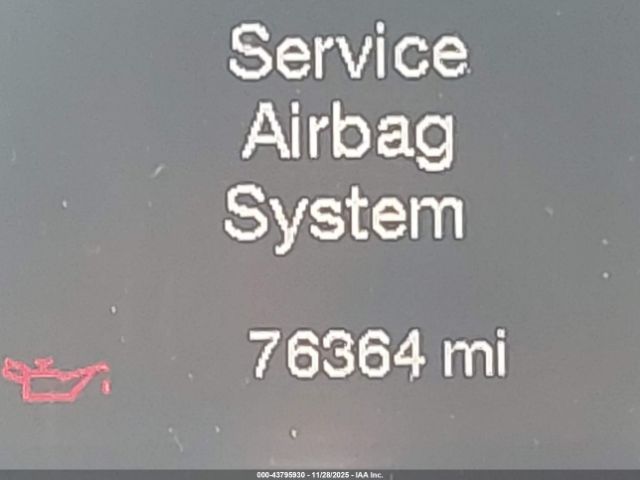 Service
Airbag
System
76364 mi
000-43795930 - 11/28/2025 - IAA Inc.